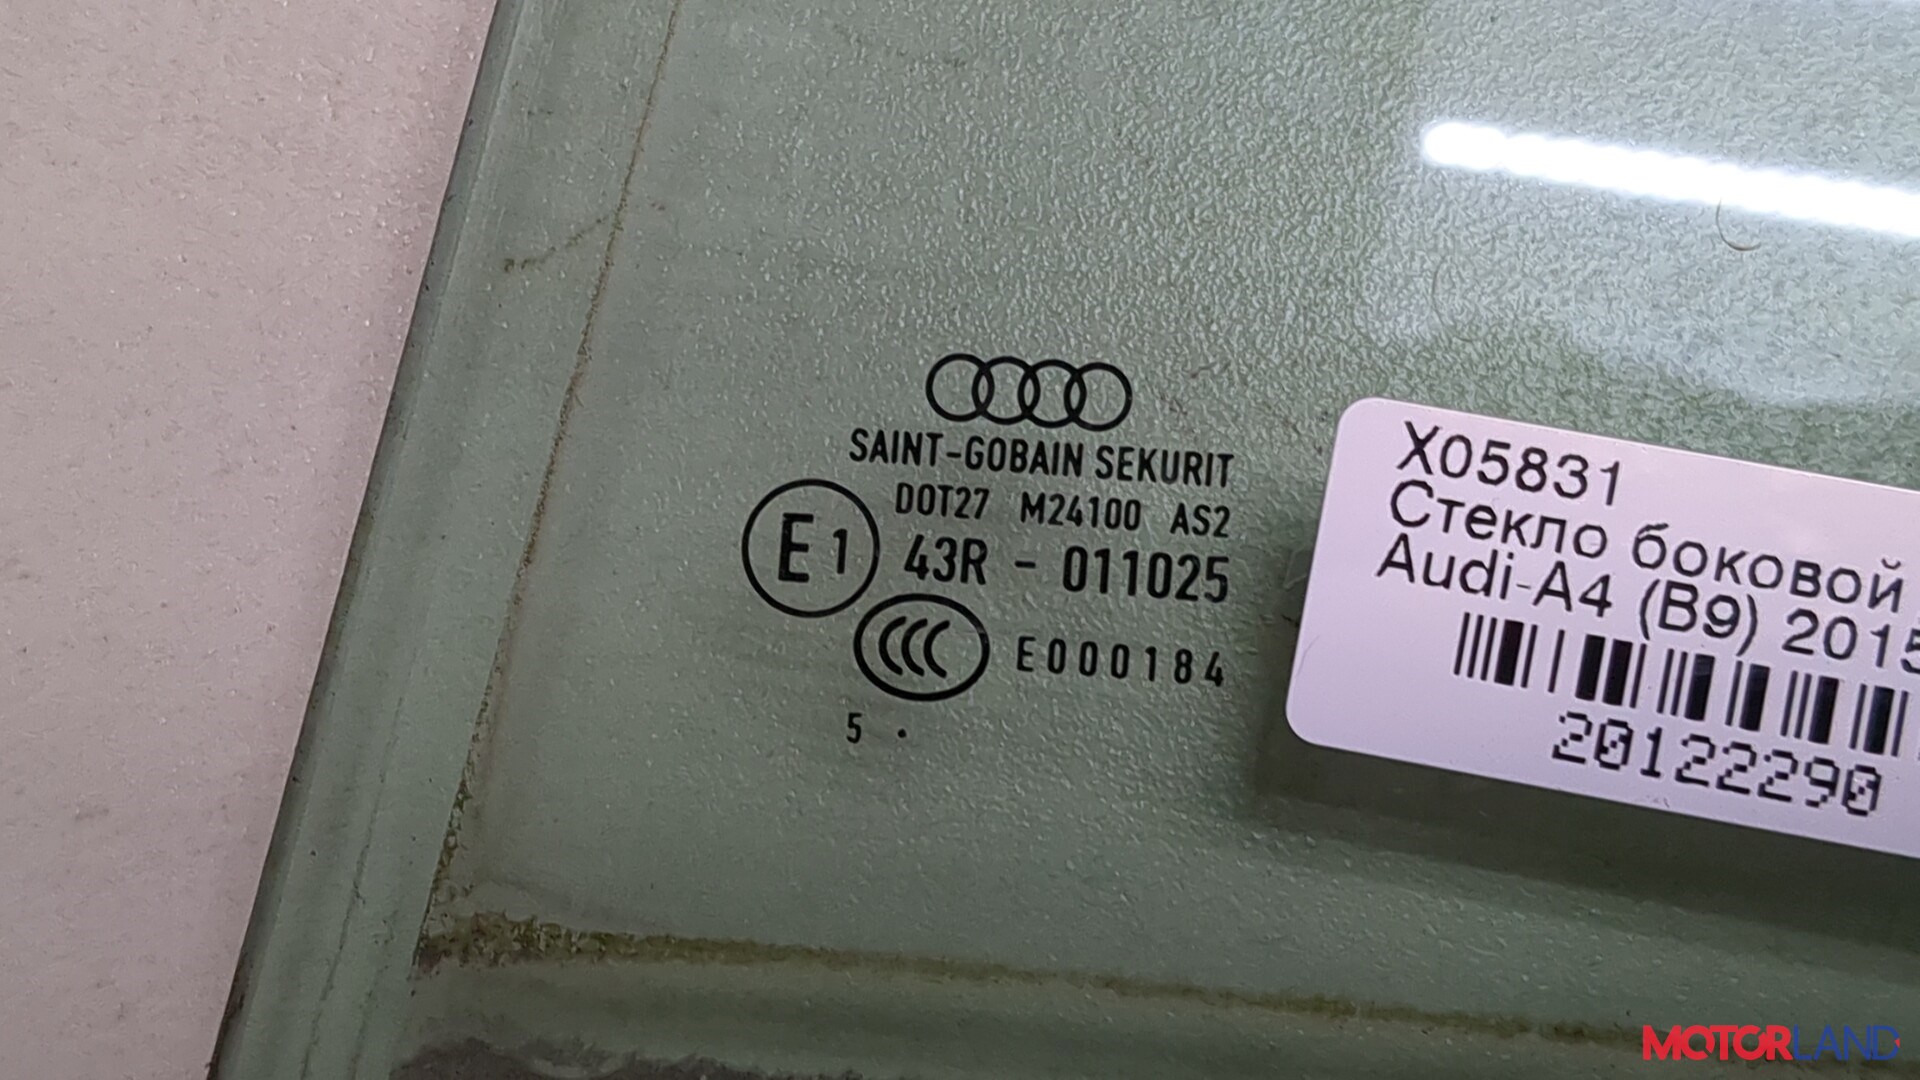 SAINT-GOBAIN SEKURIT
DOT27 M24100 AS2
E1 43R - 011025
CCC E000184
5 .
X05831
Стекло боковой
Audi-A4 (B9) 2015
20122290
MOTORLAND